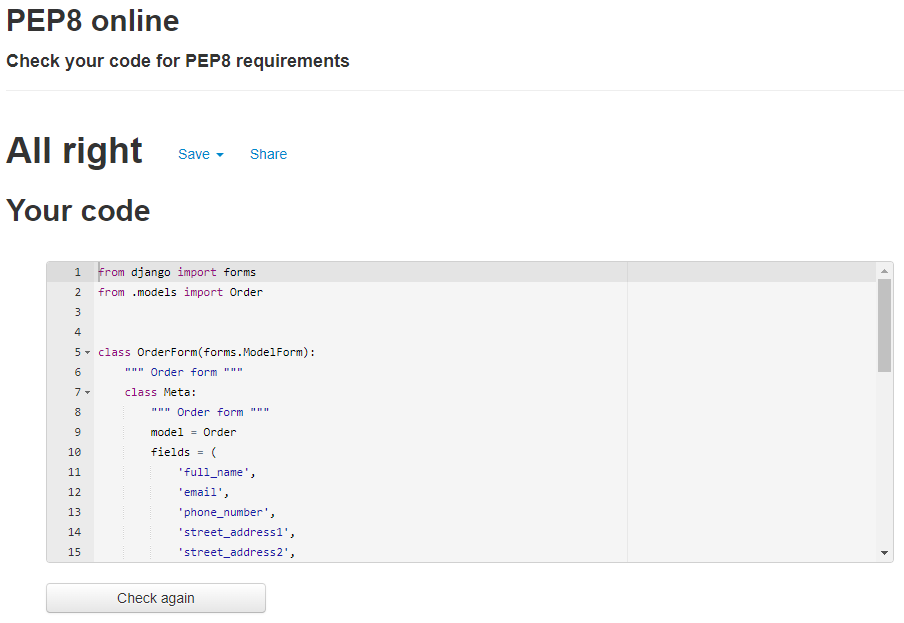 PEP8 online
Check your code for PEP8 requirements
All right Save Share
Your code
1 from django import forms
2 from .models import Order
3
4
5 class OrderForm(forms.ModelForm):
6 """ Order form """
7 class Meta:
8 """ Order form """
9 model = Order
10 fields = (
11 'full_name',
12 'email',
13 'phone_number',
14 'street_address1',
15 'street_address2',
Check again